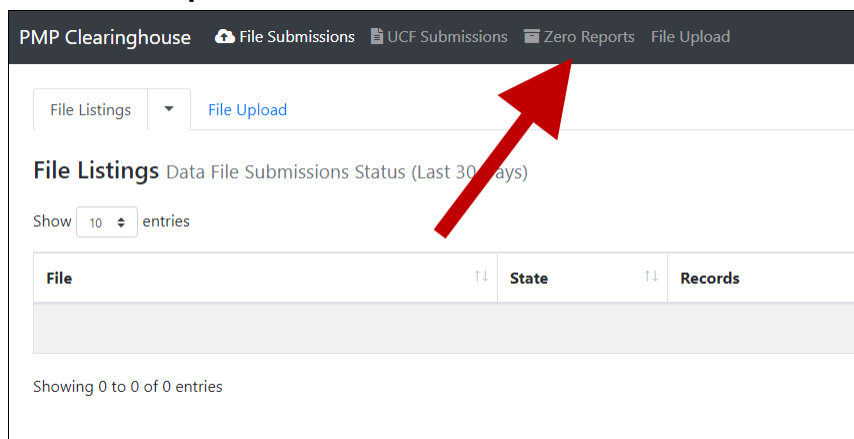 PMP Clearinghouse File Submissions UCF Submissions Zero Reports File Upload
File Listings File Upload
File Listings Data File Submissions Status (Last 30 Days)
Show 10 entries
File State Records
Showing 0 to 0 of 0 entries